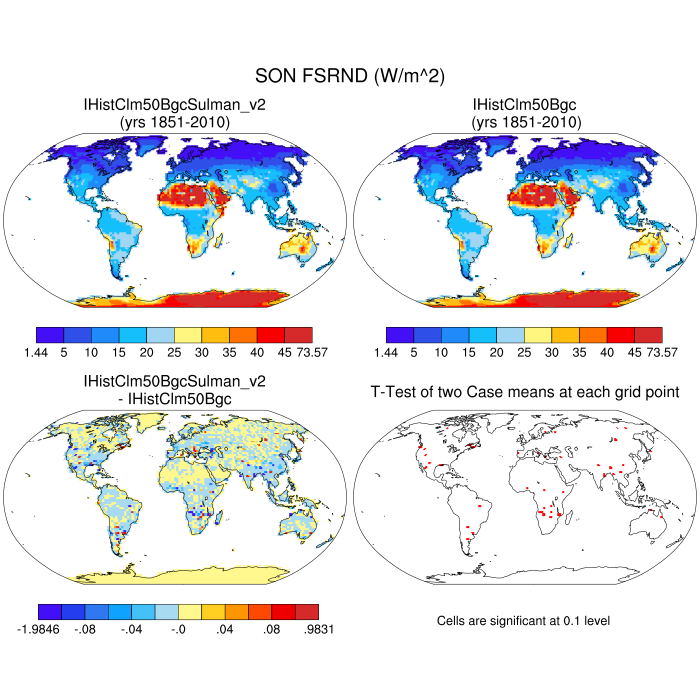 SON FSRND (W/m^2)
IHistClm50BgcSulman_v2
(yrs 1851-2010)
IHistClm50Bgc
(yrs 1851-2010)
1.44 5 10 15 20 25 30 35 40 45 73.57
1.44 5 10 15 20 25 30 35 40 45 73.57
IHistClm50BgcSulman_v2
- IHistClm50Bgc
T-Test of two Case means at each grid point
-1.9846 -.08 -.04 -.0 .04 .08 .9831
Cells are significant at 0.1 level